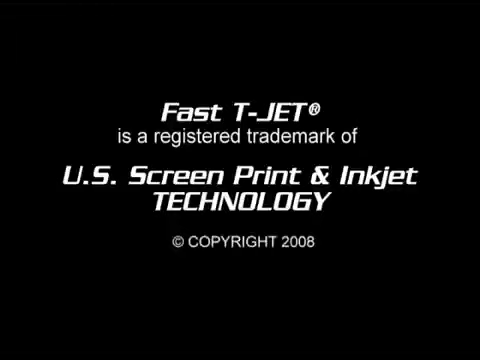 Fast T-JET®
is a registered trademark of
U.S. Screen Print & Inkjet
TECHNOLOGY
© COPYRIGHT 2008